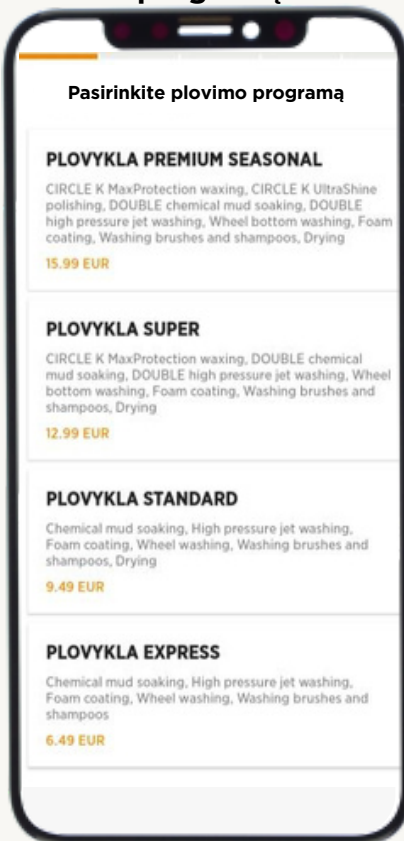 Pasirinkite plovimo programą
PLOVYKLA PREMIUM SEASONAL
CIRCLE K MaxProtection waxing, CIRCLE K UltraShine
polishing, DOUBLE chemical mud soaking, DOUBLE
high pressure jet washing, Wheel bottom washing, Foam
coating, Washing brushes and shampoos, Drying
15.99 EUR
PLOVYKLA SUPER
CIRCLE K MaxProtection waxing, DOUBLE chemical
mud soaking, DOUBLE high pressure jet washing, Wheel
bottom washing, Foam coating, Washing brushes and
shampoos, Drying
12.99 EUR
PLOVYKLA STANDARD
Chemical mud soaking, High pressure jet washing,
Foam coating, Wheel washing, Washing brushes and
shampoos, Drying
9.49 EUR
PLOVYKLA EXPRESS
Chemical mud soaking, High pressure jet washing,
Foam coating, Wheel washing, Washing brushes and
shampoos
6.49 EUR